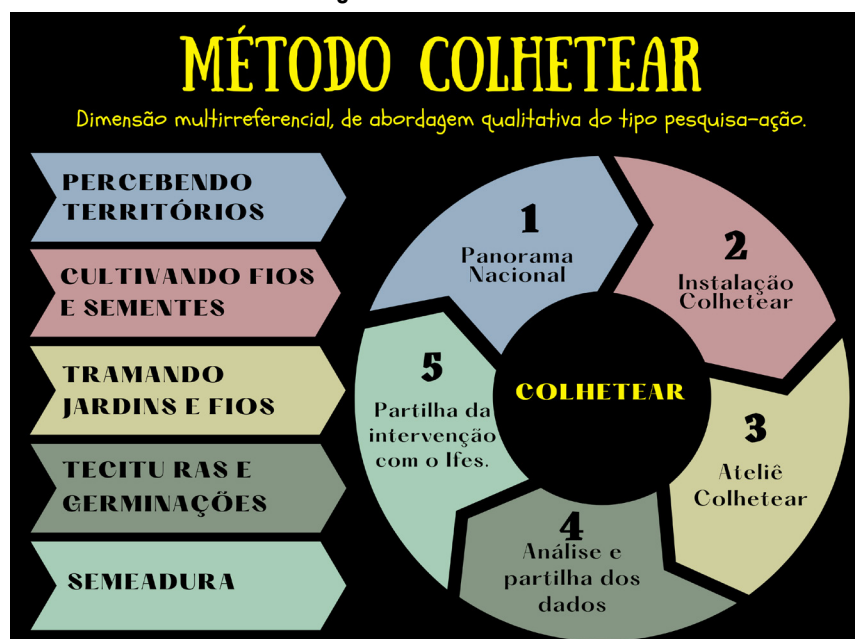 MÉTODO COLHETEAR
Dimensão multirreferencial, de abordagem qualitativa do tipo pesquisa-ação.
PERCEBENDO
TERRITÓRIOS
CULTIVANDO FIOS
E SEMENTES
TRAMANDO
JARDINS E FIOS
TECITU RAS E
GERMINAÇÕES
SEMEADURA
1
Panorama
Nacional
2
Instalação
Colhetear
3
Ateliê
Colhetear
4
Análise e
partilha dos
dados
5
Partilha da
intervenção
com o Ifes.
COLHETEAR